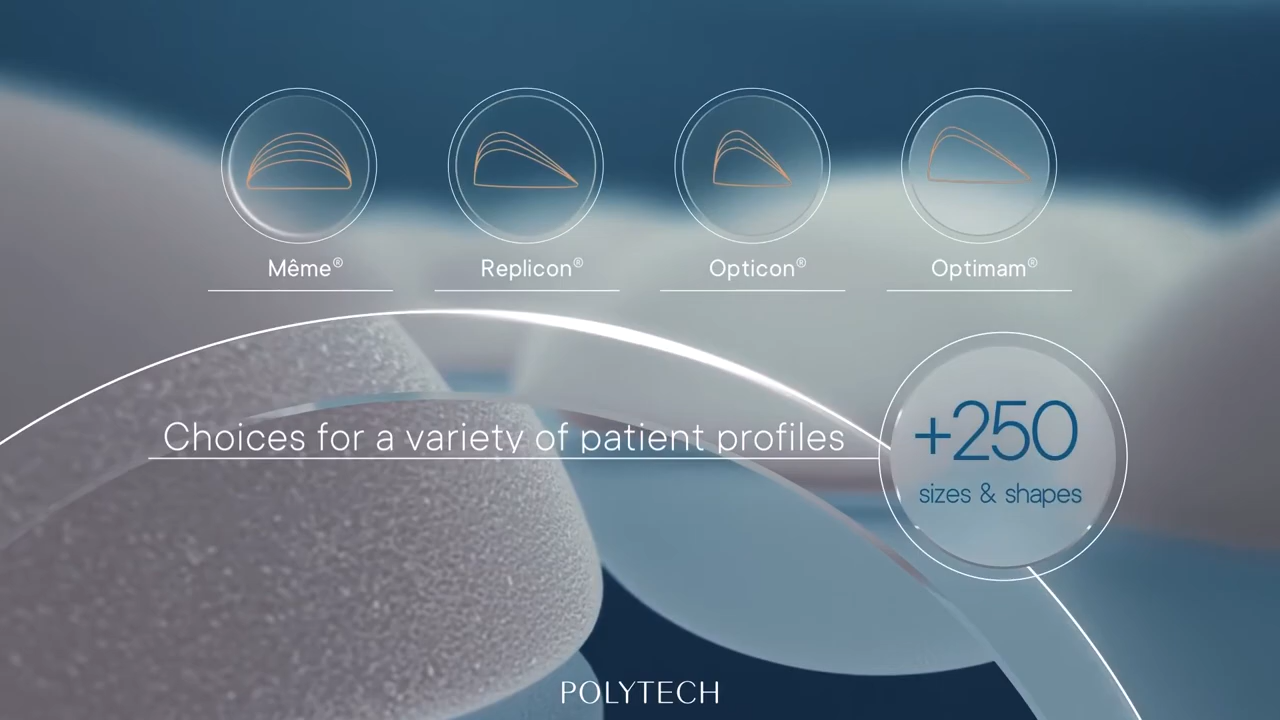 Même®
Replicon®
Opticon®
Optimam®
Choices for a variety of patient profiles
+250
sizes & shapes
POLYTECH